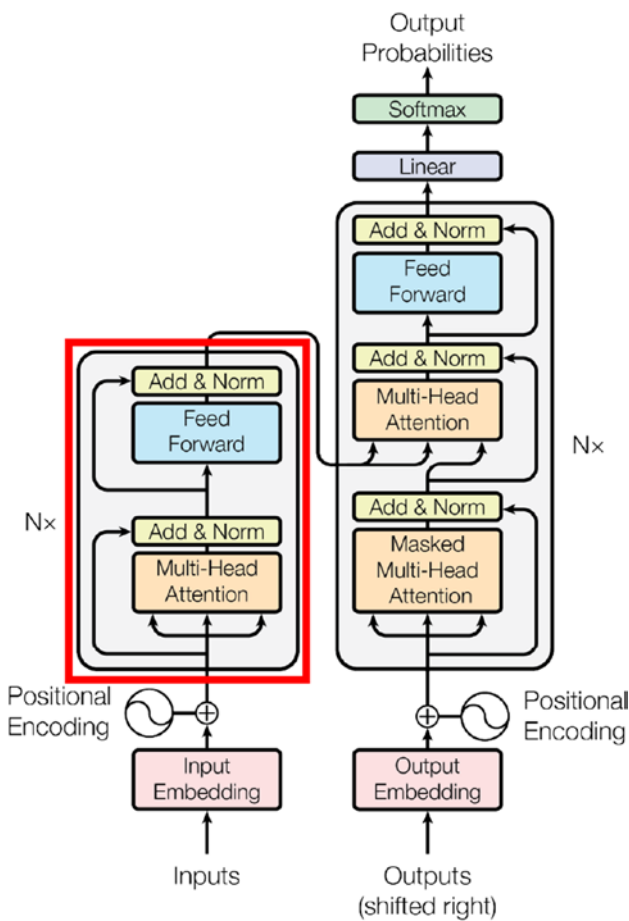 Output
Probabilities
Softmax
Linear
Add & Norm
Feed
Forward
Add & Norm
Multi-Head
Attention
Add & Norm
Masked
Multi-Head
Attention
N×
Add & Norm
Feed
Forward
Add & Norm
Multi-Head
Attention
N×
Positional
Encoding
Positional
Encoding
Input
Embedding
Output
Embedding
Inputs
Outputs
(shifted right)